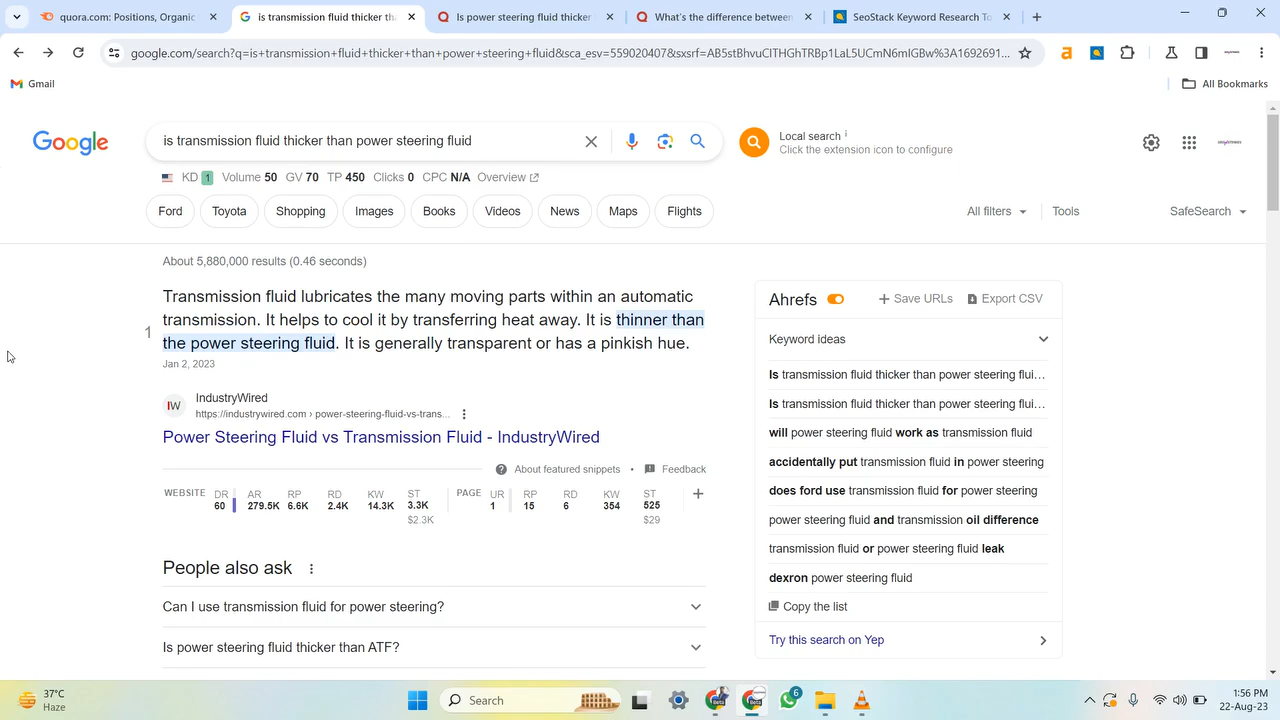 quora.com: Positions, Organic
is transmission fluid thicker tha
Is power steering fluid thicker
What's the difference between
SeoStack Keyword Research To
google.com/search?q=is+transmission+fluid+thicker+than+power+steering+fluid&sca_esv=559020407&sxsrf=AB5stBhvuCITHGhTRBp1LaL5UCmN6mIGBw%3A1692691...
Gmail
All Bookmarks
Google
is transmission fluid thicker than power steering fluid
Local search
Click the extension icon to configure
KD 1 Volume 50 GV 70 TP 450 Clicks 0 CPC N/A Overview
Ford Toyota Shopping Images Books Videos News Maps Flights
All filters Tools SafeSearch
About 5,880,000 results (0.46 seconds)
1
Transmission fluid lubricates the many moving parts within an automatic
transmission. It helps to cool it by transferring heat away. It is thinner than
the power steering fluid. It is generally transparent or has a pinkish hue.
Jan 2, 2023
IW
IndustryWired
https://industrywired.com › power-steering-fluid-vs-trans...
Power Steering Fluid vs Transmission Fluid - IndustryWired
About featured snippets • Feedback
WEBSITE DR AR RP RD KW ST PAGE UR RP RD KW ST
60 279.5K 6.6K 2.4K 14.3K 3.3K 1 15 6 354 525
$2.3K $29
People also ask
Can I use transmission fluid for power steering?
Is power steering fluid thicker than ATF?
Ahrefs Save URLs Export CSV
Keyword ideas
Is transmission fluid thicker than power steering flui...
Is transmission fluid thicker than power steering flui...
will power steering fluid work as transmission fluid
accidentally put transmission fluid in power steering
does ford use transmission fluid for power steering
power steering fluid and transmission oil difference
transmission fluid or power steering fluid leak
dexron power steering fluid
Copy the list
Try this search on Yep
37°C
Haze
Search
6
1:56 PM
22-Aug-23